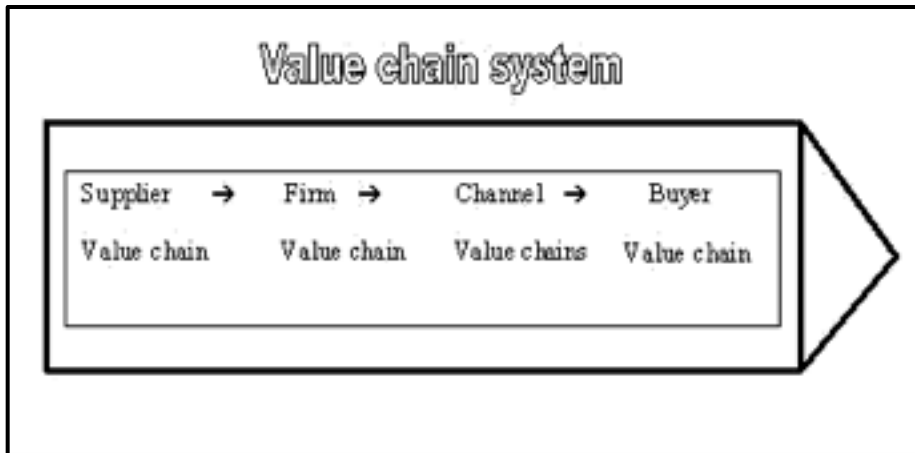 Value chain system
Supplier → Firm → Channel → Buyer
Value chain Value chain Value chains Value chain